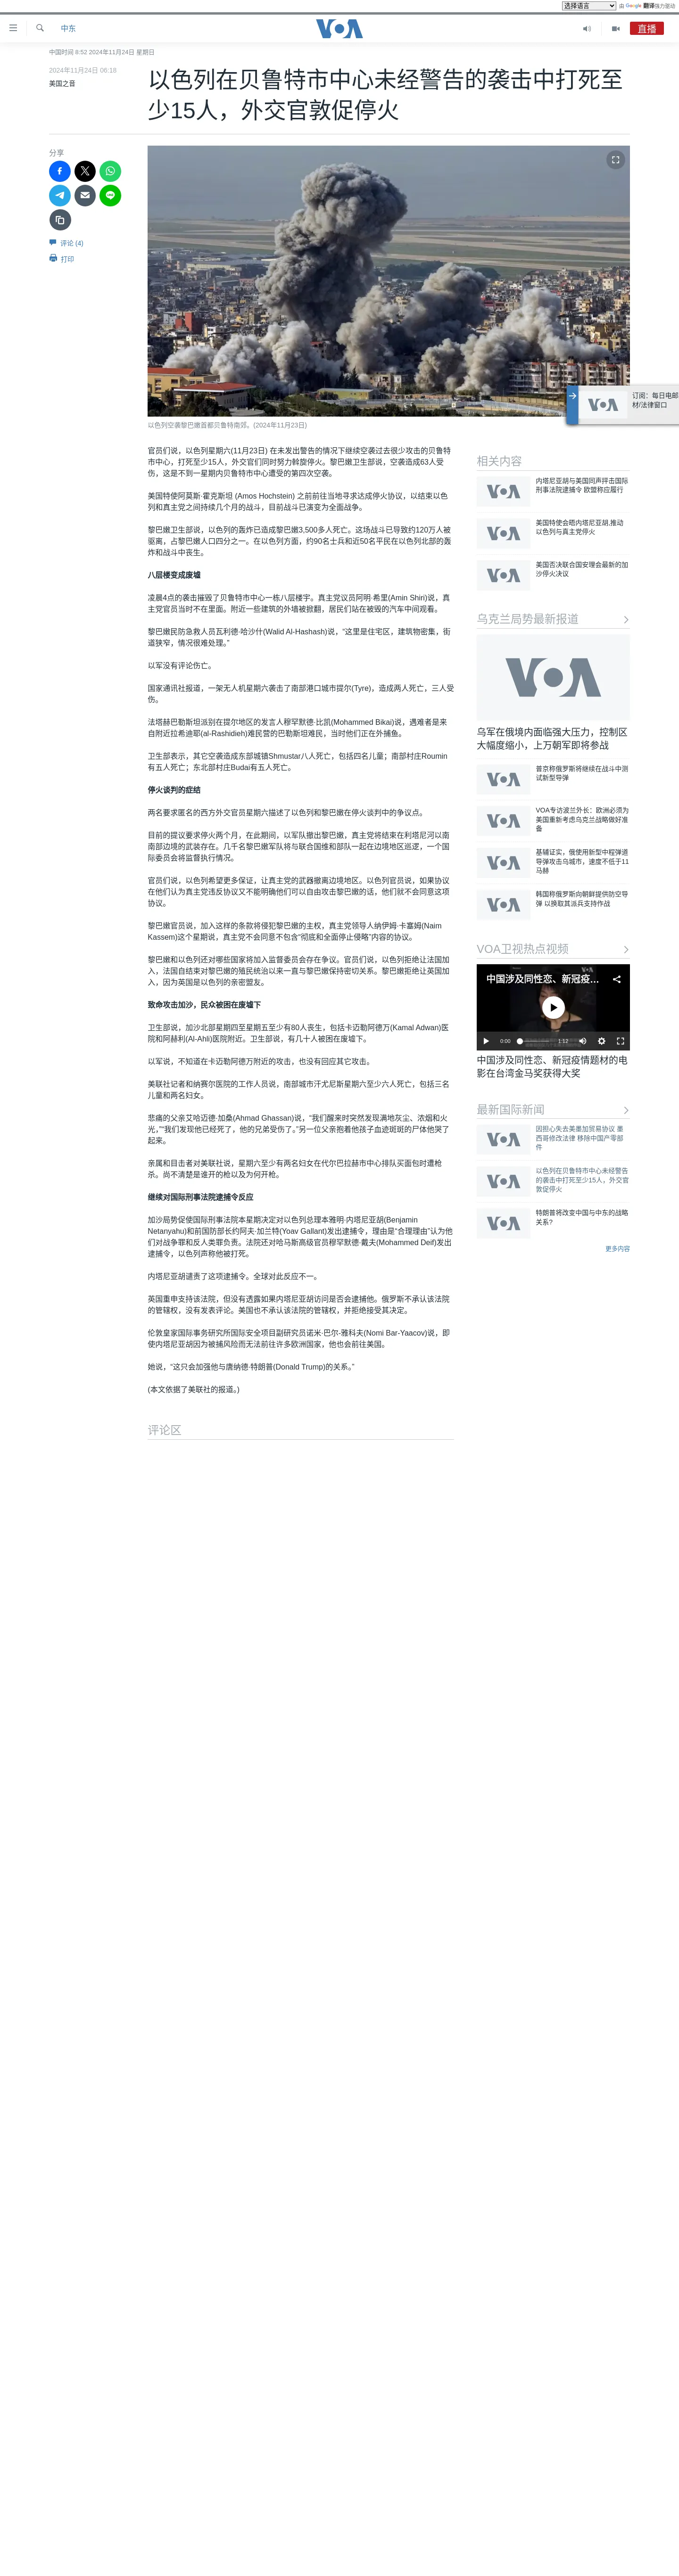 选择语言
由 Google 翻译强力驱动
中东
VOA
直播
中国时间 6:52 2024年11月24日 星期日
2024年11月24日 06:18
美国之音
以色列在贝鲁特市中心未经警告的袭击中打死至
少15人，外交官敦促停火
分享
评论 (4)
打印
以色列空袭黎巴嫩首都贝鲁特南郊。(2024年11月23日)
VOA
订阅：每日电邮
材/法律窗口
官员们说，以色列星期六(11月23日) 在未发出警告的情况下继续空袭过去很少攻击的贝鲁特
市中心，打死至少15人，外交官们同时努力斡旋停火。黎巴嫩卫生部说，空袭造成63人受
伤，这是不到一星期内贝鲁特市中心遭受的第四次空袭。
美国特使阿莫斯·霍克斯坦 (Amos Hochstein) 之前前往当地寻求达成停火协议，以结束以色
列和真主党之间持续几个月的战斗，目前战斗已演变为全面战争。
黎巴嫩卫生部说，以色列的轰炸已造成黎巴嫩3,500多人死亡。这场战斗已导致约120万人被
驱离，占黎巴嫩人口四分之一。在以色列方面，约90名士兵和近50名平民在以色列北部的轰
炸和战斗中丧生。
八层楼变成废墟
凌晨4点的袭击摧毁了贝鲁特市中心一栋八层楼宇。真主党议员阿明·希里(Amin Shiri)说，真
主党官员当时不在里面。附近一些建筑的外墙被掀翻，居民们站在被毁的汽车中间观看。
黎巴嫩民防急救人员瓦利德·哈沙什(Walid Al-Hashash)说，“这里是住宅区，建筑物密集，街
道狭窄，情况很难处理。”
以军没有评论伤亡。
国家通讯社报道，一架无人机星期六袭击了南部港口城市提尔(Tyre)，造成两人死亡，三人受
伤。
法塔赫巴勒斯坦派别在提尔地区的发言人穆罕默德·比凯(Mohammed Bikai)说，遇难者是来
自附近拉希迪耶(al-Rashidieh)难民营的巴勒斯坦难民，当时他们正在外捕鱼。
卫生部表示，其它空袭造成东部城镇Shmustar八人死亡，包括四名儿童；南部村庄Roumin
有五人死亡；东北部村庄Budai有五人死亡。
停火谈判的症结
两名要求匿名的西方外交官员星期六描述了以色列和黎巴嫩在停火谈判中的争议点。
目前的提议要求停火两个月，在此期间，以军队撤出黎巴嫩，真主党将结束在利塔尼河以南
南部边境的武装存在。几千名黎巴嫩军队将与联合国维和部队一起在边境地区巡逻，一个国
际委员会将监督执行情况。
官员们说，以色列希望更多保证，让真主党的武器撤离边境地区。以色列官员说，如果协议
在他们认为真主党违反协议又不能明确他们可以自由攻击黎巴嫩的话，他们就不会同意这项
协议。
黎巴嫩官员说，加入这样的条款将侵犯黎巴嫩的主权，真主党领导人纳伊姆·卡塞姆(Naim
Kassem)这个星期说，真主党不会同意不包含“彻底和全面停止侵略”内容的协议。
黎巴嫩和以色列还对哪些国家将加入监督委员会存在争议。官员们说，以色列拒绝让法国加
入，法国自结束对黎巴嫩的殖民统治以来一直与黎巴嫩保持密切关系。黎巴嫩拒绝让英国加
入，因为英国是以色列的亲密盟友。
致命攻击加沙，民众被困在废墟下
卫生部说，加沙北部星期四至星期五至少有80人丧生，包括卡迈勒阿德万(Kamal Adwan)医
院和阿赫利(Al-Ahli)医院附近。卫生部说，有几十人被困在废墟下。
以军说，不知道在卡迈勒阿德万附近的攻击，也没有回应其它攻击。
美联社记者和纳赛尔医院的工作人员说，南部城市汗尤尼斯星期六至少六人死亡，包括三名
儿童和两名妇女。
悲痛的父亲艾哈迈德·加桑(Ahmad Ghassan)说，“我们醒来时突然发现满地灰尘、浓烟和火
光，”“我们发现他已经死了，他的兄弟受伤了。”另一位父亲抱着他孩子血迹斑斑的尸体他哭了
起来。
亲属和目击者对美联社说，星期六至少有两名妇女在代尔巴拉赫市中心排队买面包时遭枪
杀。尚不清楚是谁开的枪以及为何开枪。
继续对国际刑事法院逮捕令反应
加沙局势促使国际刑事法院本星期决定对以色列总理本雅明·内塔尼亚胡(Benjamin
Netanyahu)和前国防部长约阿夫·加兰特(Yoav Gallant)发出逮捕令，理由是“合理理由”认为他
们对战争罪和反人类罪负责。法院还对哈马斯高级官员穆罕默德·戴夫(Mohammed Deif)发出
逮捕令，以色列声称他被打死。
内塔尼亚胡谴责了这项逮捕令。全球对此反应不一。
英国重申支持该法院，但没有透露如果内塔尼亚胡访问是否会逮捕他。俄罗斯不承认该法院
的管辖权，没有发表评论。美国也不承认该法院的管辖权，并拒绝接受其决定。
伦敦皇家国际事务研究所国际安全项目副研究员诺米·巴尔-雅科夫(Nomi Bar-Yaacov)说，即
使内塔尼亚胡因为被捕风险而无法前往许多欧洲国家，他也会前往美国。
她说，“这只会加强他与唐纳德·特朗普(Donald Trump)的关系。”
(本文依据了美联社的报道。)
评论区
相关内容
VOA
内塔尼亚胡与美国同声抨击国际
刑事法院逮捕令 欧盟称应履行
VOA
美国特使会晤内塔尼亚胡,推动
以色列与真主党停火
VOA
美国否决联合国安理会最新的加
沙停火决议
乌克兰局势最新报道
VOA
乌军在俄境内面临强大压力，控制区
大幅度缩小，上万朝军即将参战
VOA
普京称俄罗斯将继续在战斗中测
试新型导弹
VOA
VOA专访波兰外长：欧洲必须为
美国重新考虑乌克兰战略做好准
备
VOA
基辅证实，俄使用新型中程弹道
导弹攻击乌城市，速度不低于11
马赫
VOA
韩国称俄罗斯向朝鲜提供防空导
弹 以换取其派兵支持作战
VOA卫视热点视频
VOA
中国涉及同性恋、新冠疫...
0:00
1:12
中国涉及同性恋、新冠疫情题材的电
影在台湾金马奖获得大奖
最新国际新闻
VOA
因担心失去美墨加贸易协议 墨
西哥修改法律 移除中国产零部
件
VOA
以色列在贝鲁特市中心未经警告
的袭击中打死至少15人，外交官
敦促停火
VOA
特朗普将改变中国与中东的战略
关系?
更多内容